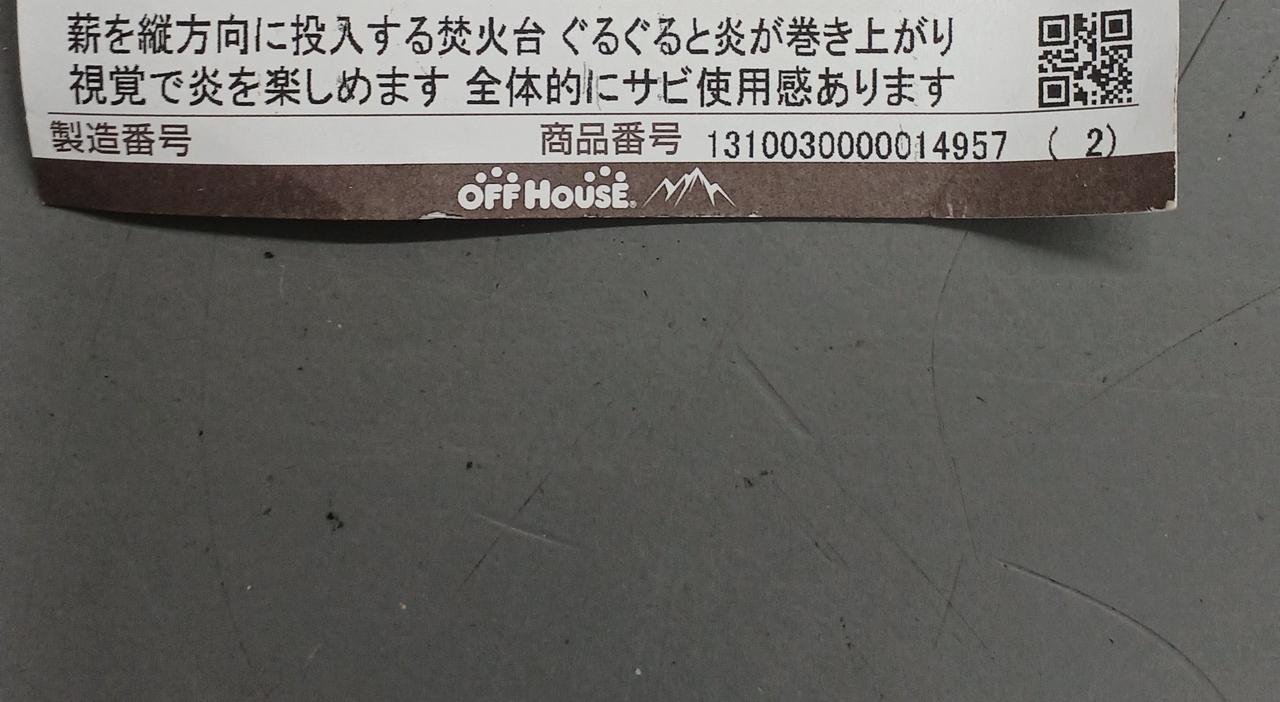 薪を縦方向に投入する焚火台 ぐるぐると炎が巻き上がり
視覚で炎を楽しめます 全体的にサビ使用感あります
製造番号 商品番号 1310030000014957 ( 2)
OFF HOUSE